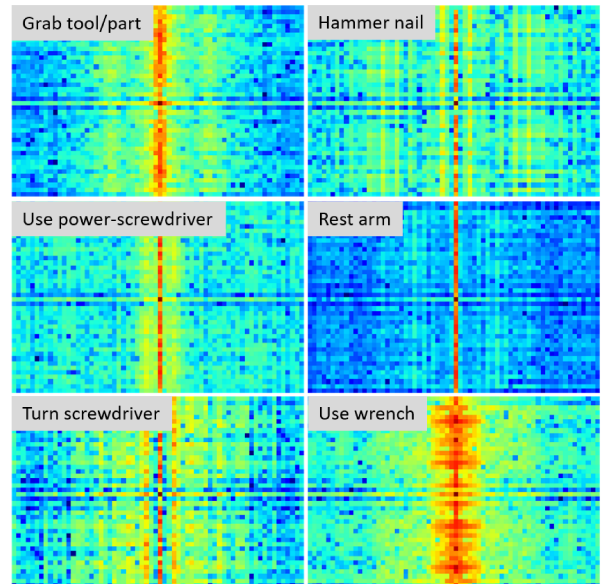 Grab tool/part
Hammer nail
Use power-screwdriver
Rest arm
Turn screwdriver
Use wrench